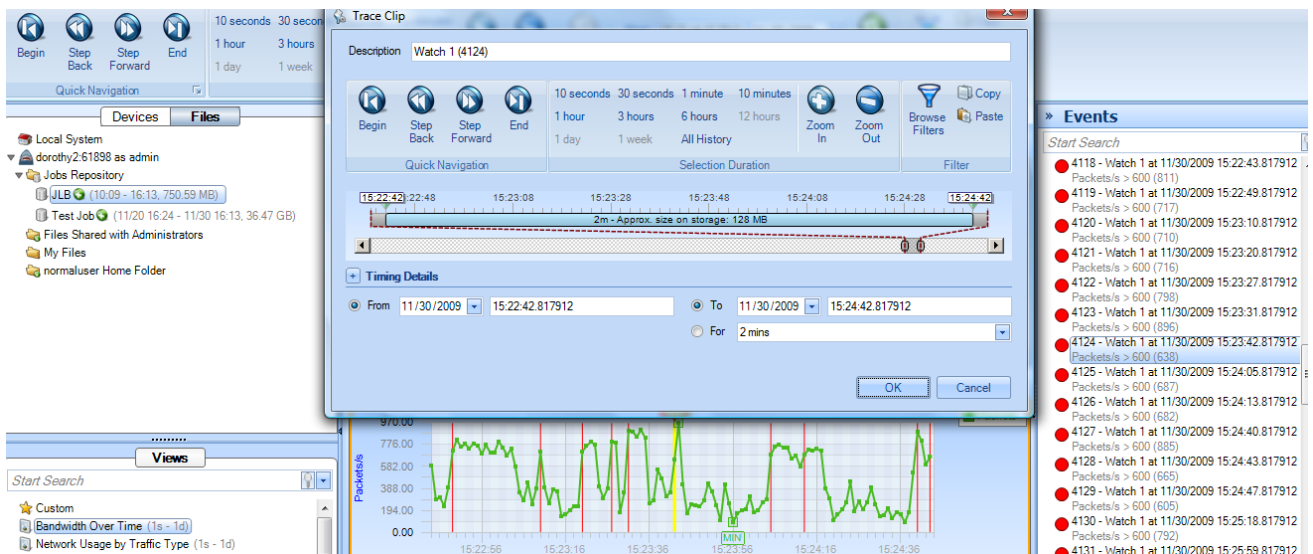 Begin
Step Back
Step Forward
End
10 seconds 30 secon
1 hour 3 hours
1 day 1 week
Quick Navigation
Devices Files
Local System
dorothy2:61898 as admin
Jobs Repository
JLB (10:09 - 16:13, 750.59 MB)
Test Job (11/20 16:24 - 11/30 16:13, 36.47 GB)
Files Shared with Administrators
My Files
normaluser Home Folder
Views
Start Search
Custom
Bandwidth Over Time (1s - 1d)
Network Usage by Traffic Type (1s - 1d)
Trace Clip
Description Watch 1 (4124)
Begin
Step Back
Step Forward
End
10 seconds 30 seconds 1 minute 10 minutes
1 hour 3 hours 6 hours 12 hours
1 day 1 week All History
Zoom In
Zoom Out
Browse Filters
Copy
Paste
Quick Navigation Selection Duration Filter
15:22:42 :22:48 15:23:08 15:23:28 15:23:48 15:24:08 15:24:28 15:24:42
2m - Approx. size on storage: 128 MB
+ Timing Details
From 11/30/2009 15:22:42.817912 To 11/30/2009 15:24:42.817912
For 2 mins
OK Cancel
Packets/s
970.00
776.00
582.00
388.00
194.00
0.00
MIN
15:22:56 15:23:16 15:23:36 15:23:56 15:24:16 15:24:36
» Events
Start Search
4118 - Watch 1 at 11/30/2009 15:22:43.817912
Packets/s > 600 (811)
4119 - Watch 1 at 11/30/2009 15:22:49.817912
Packets/s > 600 (717)
4120 - Watch 1 at 11/30/2009 15:23:10.817912
Packets/s > 600 (710)
4121 - Watch 1 at 11/30/2009 15:23:20.817912
Packets/s > 600 (716)
4122 - Watch 1 at 11/30/2009 15:23:27.817912
Packets/s > 600 (798)
4123 - Watch 1 at 11/30/2009 15:23:31.817912
Packets/s > 600 (896)
4124 - Watch 1 at 11/30/2009 15:23:42.817912
Packets/s > 600 (638)
4125 - Watch 1 at 11/30/2009 15:24:05.817912
Packets/s > 600 (687)
4126 - Watch 1 at 11/30/2009 15:24:13.817912
Packets/s > 600 (682)
4127 - Watch 1 at 11/30/2009 15:24:40.817912
Packets/s > 600 (885)
4128 - Watch 1 at 11/30/2009 15:24:43.817912
Packets/s > 600 (665)
4129 - Watch 1 at 11/30/2009 15:24:47.817912
Packets/s > 600 (605)
4130 - Watch 1 at 11/30/2009 15:25:18.817912
Packets/s > 600 (792)
4131 - Watch 1 at 11/30/2009 15:25:59.817912